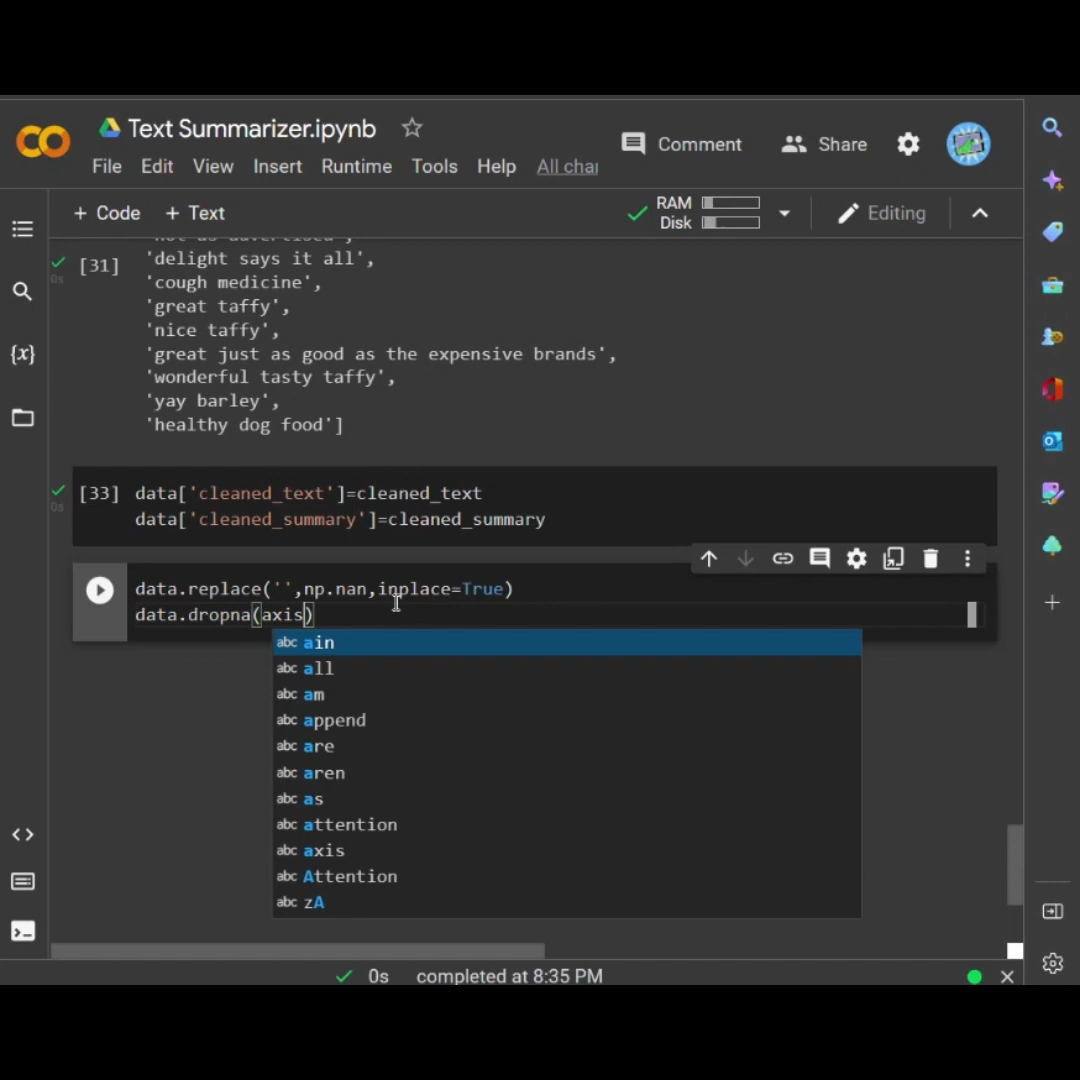 Text Summarizer.ipynb
Comment
Share
File Edit View Insert Runtime Tools Help All chai
+ Code + Text
RAM
Disk
Editing
{x}
[31]
0s
'delight says it all',
'cough medicine',
'great taffy',
'nice taffy',
'great just as good as the expensive brands',
'wonderful tasty taffy',
'yay barley',
'healthy dog food']
[33] data['cleaned_text']=cleaned_text
0s
data['cleaned_summary']=cleaned_summary
data.replace('',np.nan,inplace=True)
data.dropna(axis)
abc ain
abc all
abc am
abc append
abc are
abc aren
abc as
abc attention
abc axis
abc Attention
abc zA
0s completed at 8:35 PM